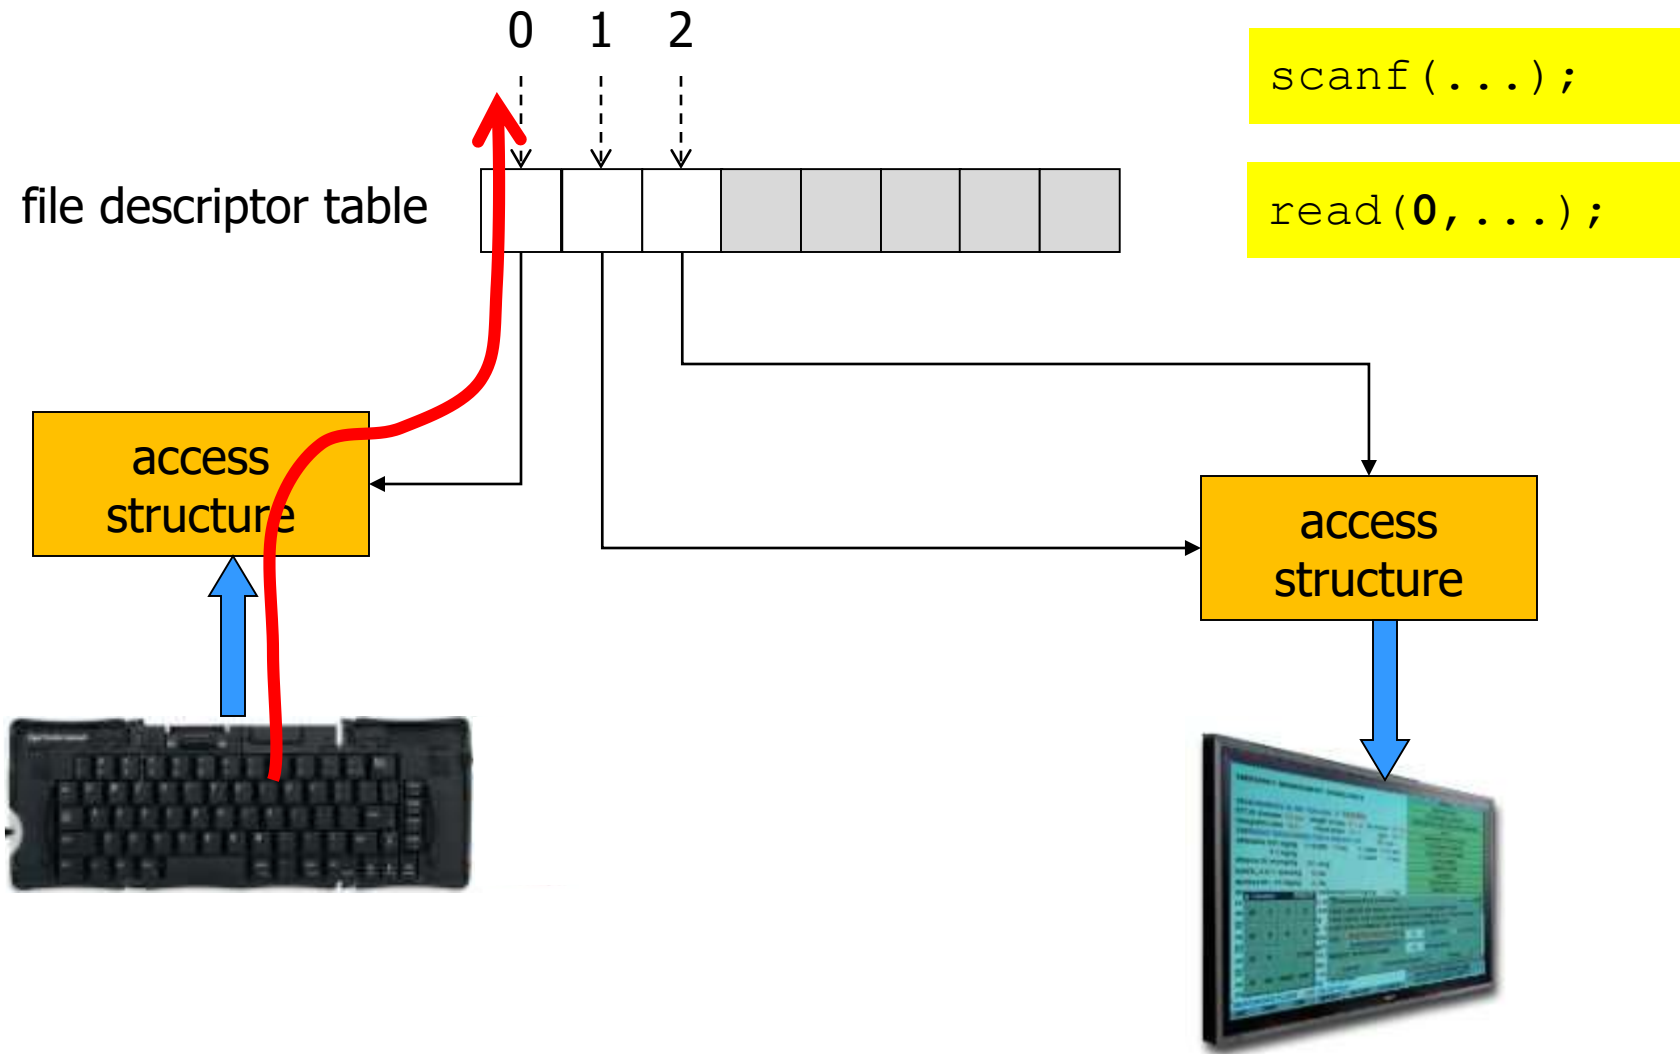 0 1 2
scanf(...);
file descriptor table
read(0,...);
access
structure
access
structure